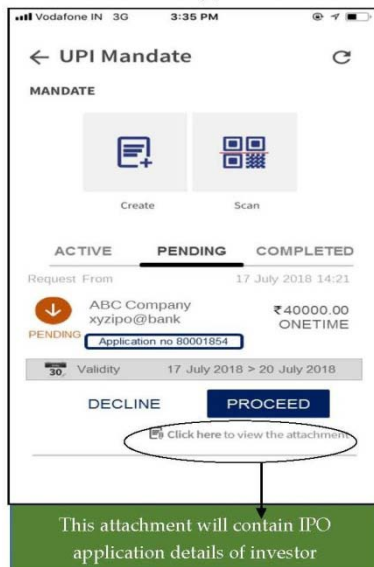 Vodafone IN 3G 3:35 PM
← UPI Mandate
MANDATE
Create Scan
ACTIVE PENDING COMPLETED
Request From 17 July 2018 14:21
ABC Company ₹40000.00
xyzipo@bank ONETIME
PENDING
Application no 80001854
30 Validity 17 July 2018 > 20 July 2018
DECLINE PROCEED
Click here to view the attachment
This attachment will contain IPO
application details of investor